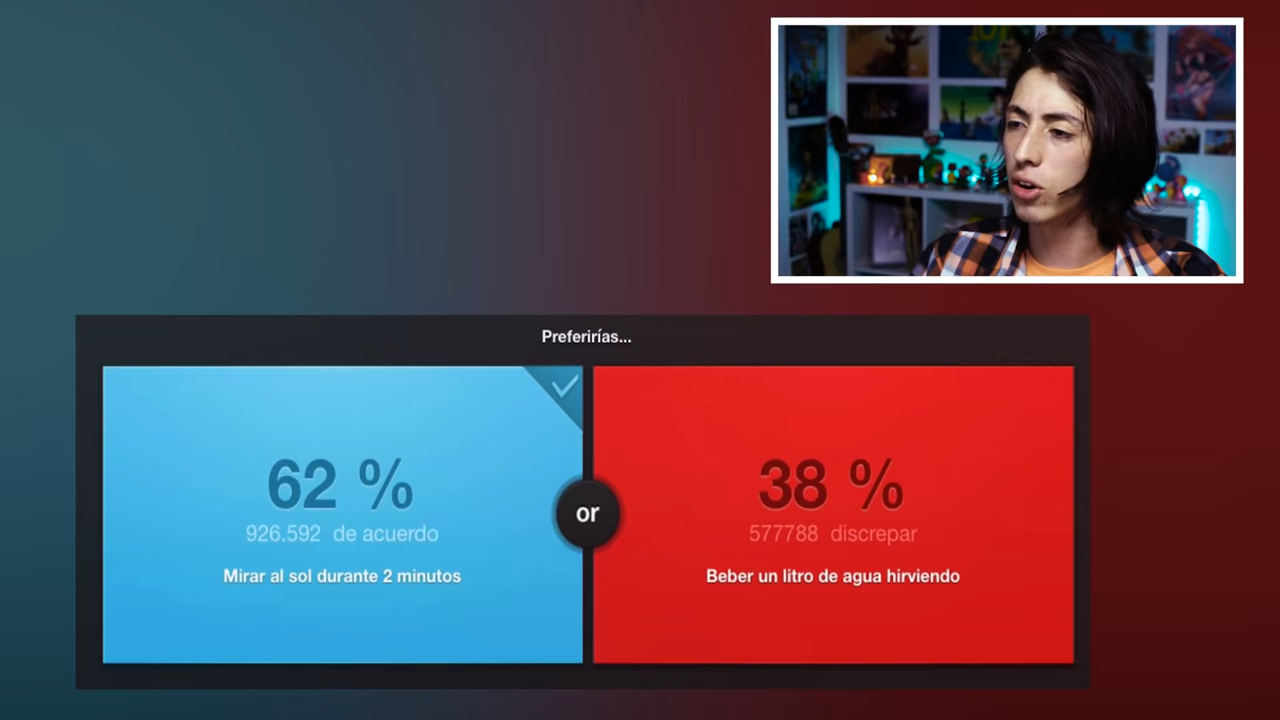 Preferirías...
62 %
926.592 de acuerdo
Mirar al sol durante 2 minutos
or
38 %
577788 discrepar
Beber un litro de agua hirviendo